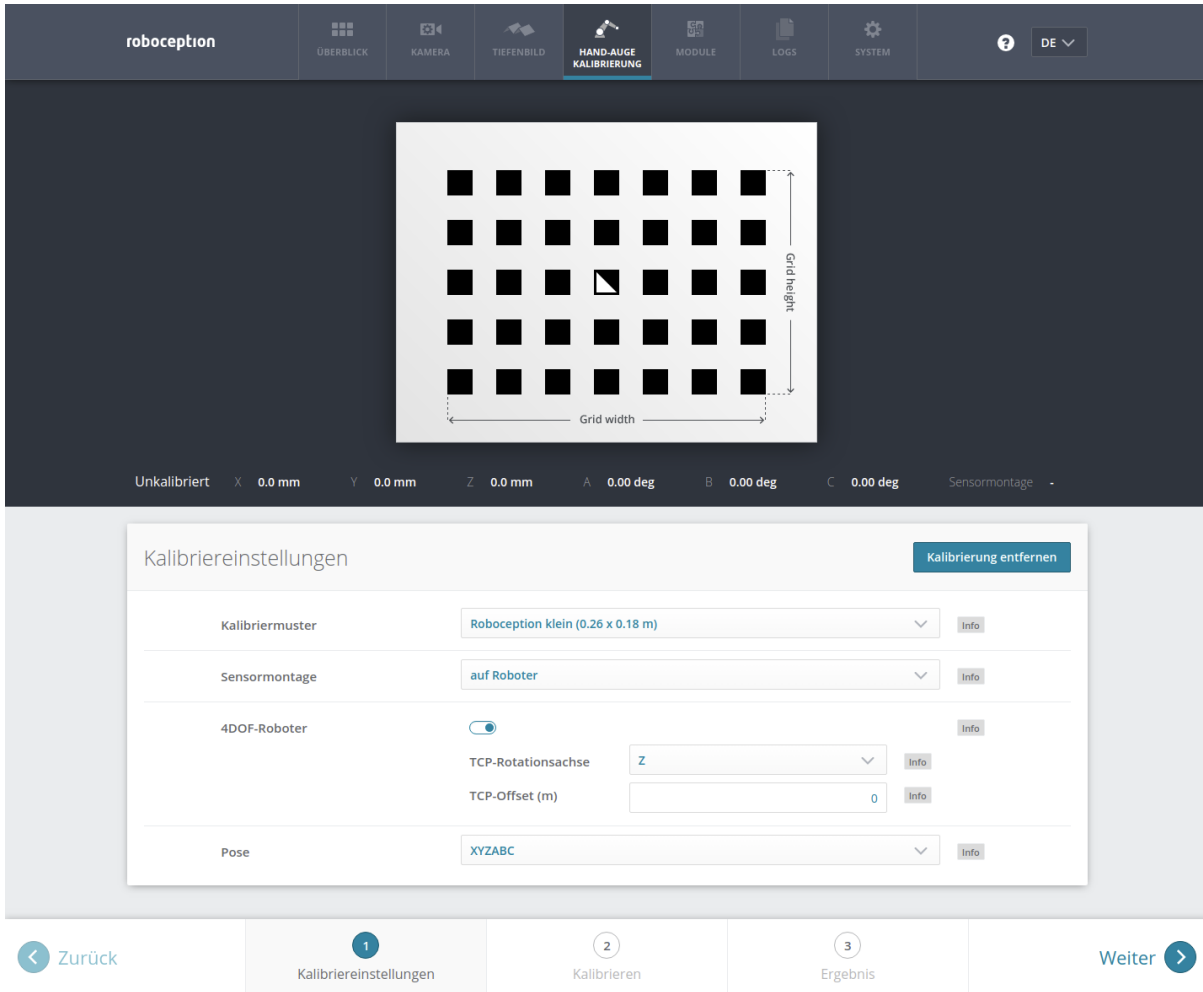 roboception
ÜBERBLICK
KAMERA
TIEFENBILD
HAND-AUGE
KALIBRIERUNG
MODULE
LOGS
SYSTEM
?
DE
Grid height
Grid width
Unkalibriert X 0.0 mm Y 0.0 mm Z 0.0 mm A 0.00 deg B 0.00 deg C 0.00 deg Sensormontage -
Kalibriereinstellungen
Kalibrierung entfernen
Kalibriermuster Roboception klein (0.26 x 0.18 m) Info
Sensormontage auf Roboter Info
4DOF-Roboter Info
TCP-Rotationsachse Z Info
TCP-Offset (m) 0 Info
Pose XYZABC Info
Zurück
1
Kalibriereinstellungen
2
Kalibrieren
3
Ergebnis
Weiter